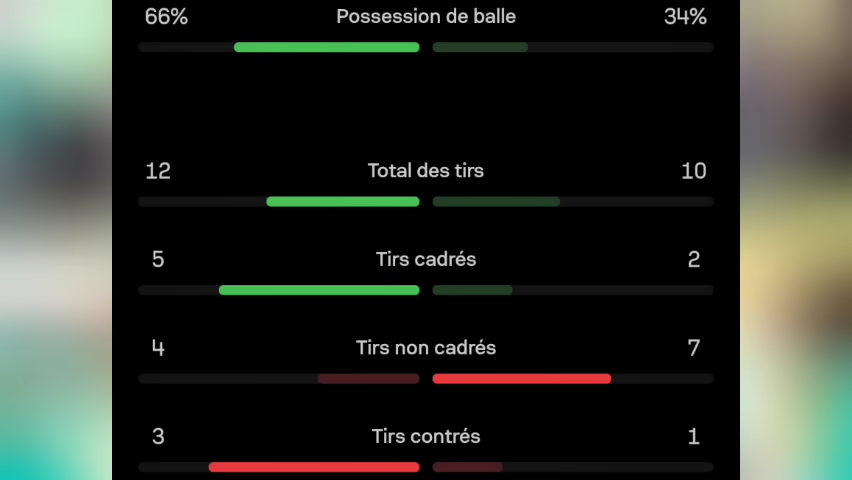 66% Possession de balle 34%
12 Total des tirs 10
5 Tirs cadrés 2
4 Tirs non cadrés 7
3 Tirs contrés 1